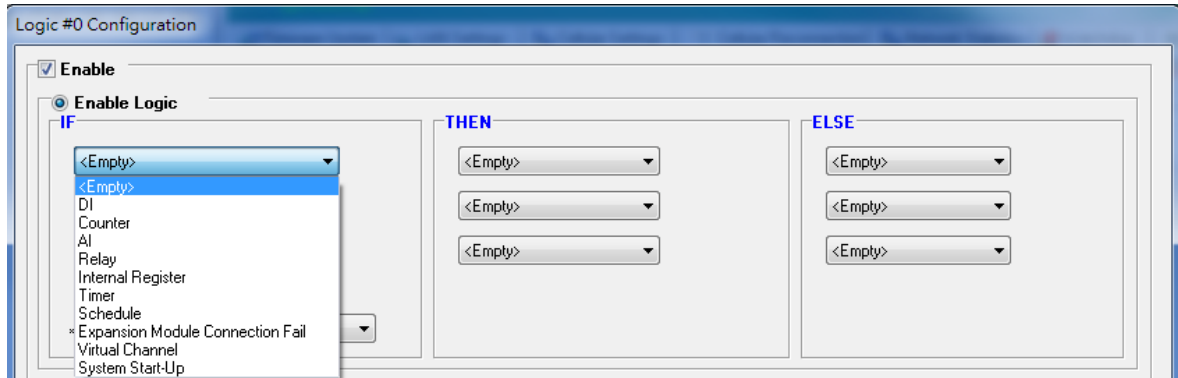 Logic #0 Configuration
Enable
Enable Logic
IF
THEN
ELSE
<Empty>
<Empty>
<Empty>
<Empty>
DI
Counter
AI
Relay
Internal Register
Timer
Schedule
*Expansion Module Connection Fail
Virtual Channel
System Start-Up
<Empty>
<Empty>
<Empty>
<Empty>